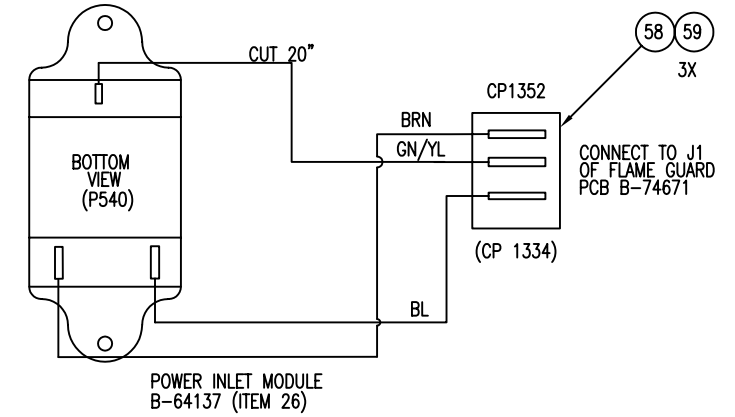 58 59
3X
CUT 20"
CP1352
BRN
GN/YL
BOTTOM
VIEW
(P540)
CONNECT TO J1
OF FLAME GUARD
PCB B-74671
(CP 1334)
BL
POWER INLET MODULE
B-64137 (ITEM 26)